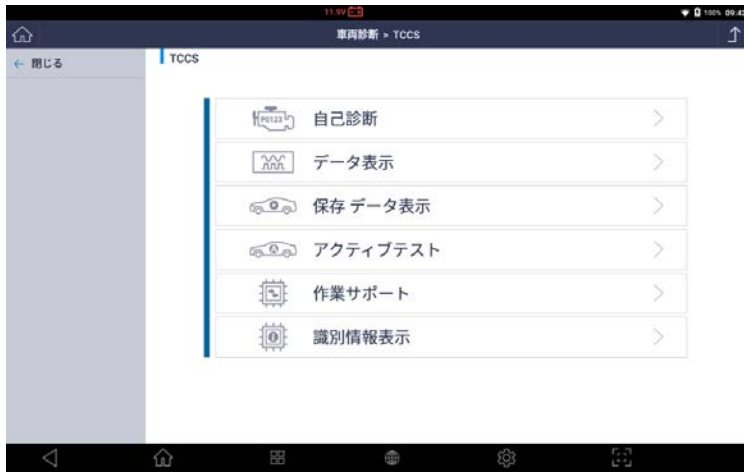 11.9V
100% 09:42
車両診断 > TCCS
← 閉じる
TCCS
P0123
自己診断
データ表示
保存 データ表示
アクティブテスト
作業サポート
識別情報表示